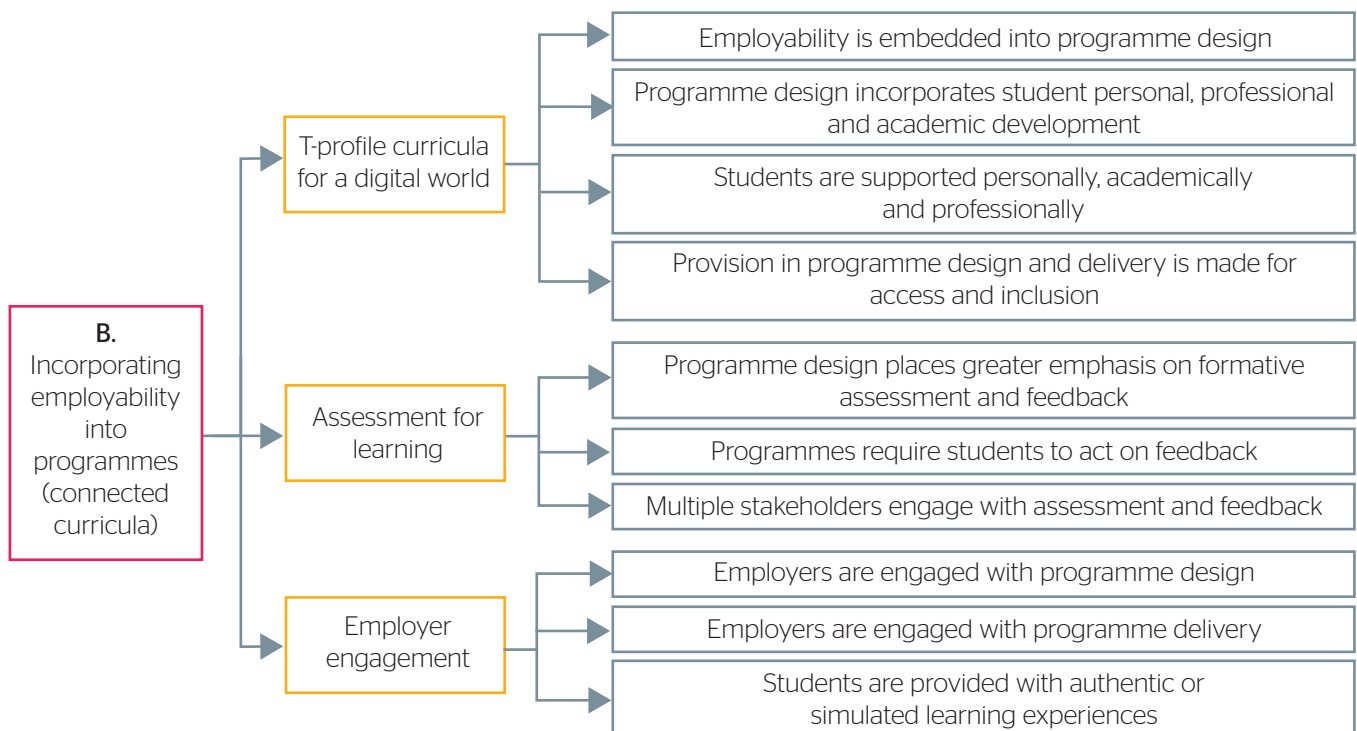 B.
Incorporating
employability
into
programmes
(connected
curricula)
T-profile curricula
for a digital world
Employability is embedded into programme design
Programme design incorporates student personal, professional
and academic development
Students are supported personally, academically
and professionally
Provision in programme design and delivery is made for
access and inclusion
Assessment for
learning
Programme design places greater emphasis on formative
assessment and feedback
Programmes require students to act on feedback
Multiple stakeholders engage with assessment and feedback
Employer
engagement
Employers are engaged with programme design
Employers are engaged with programme delivery
Students are provided with authentic or
simulated learning experiences